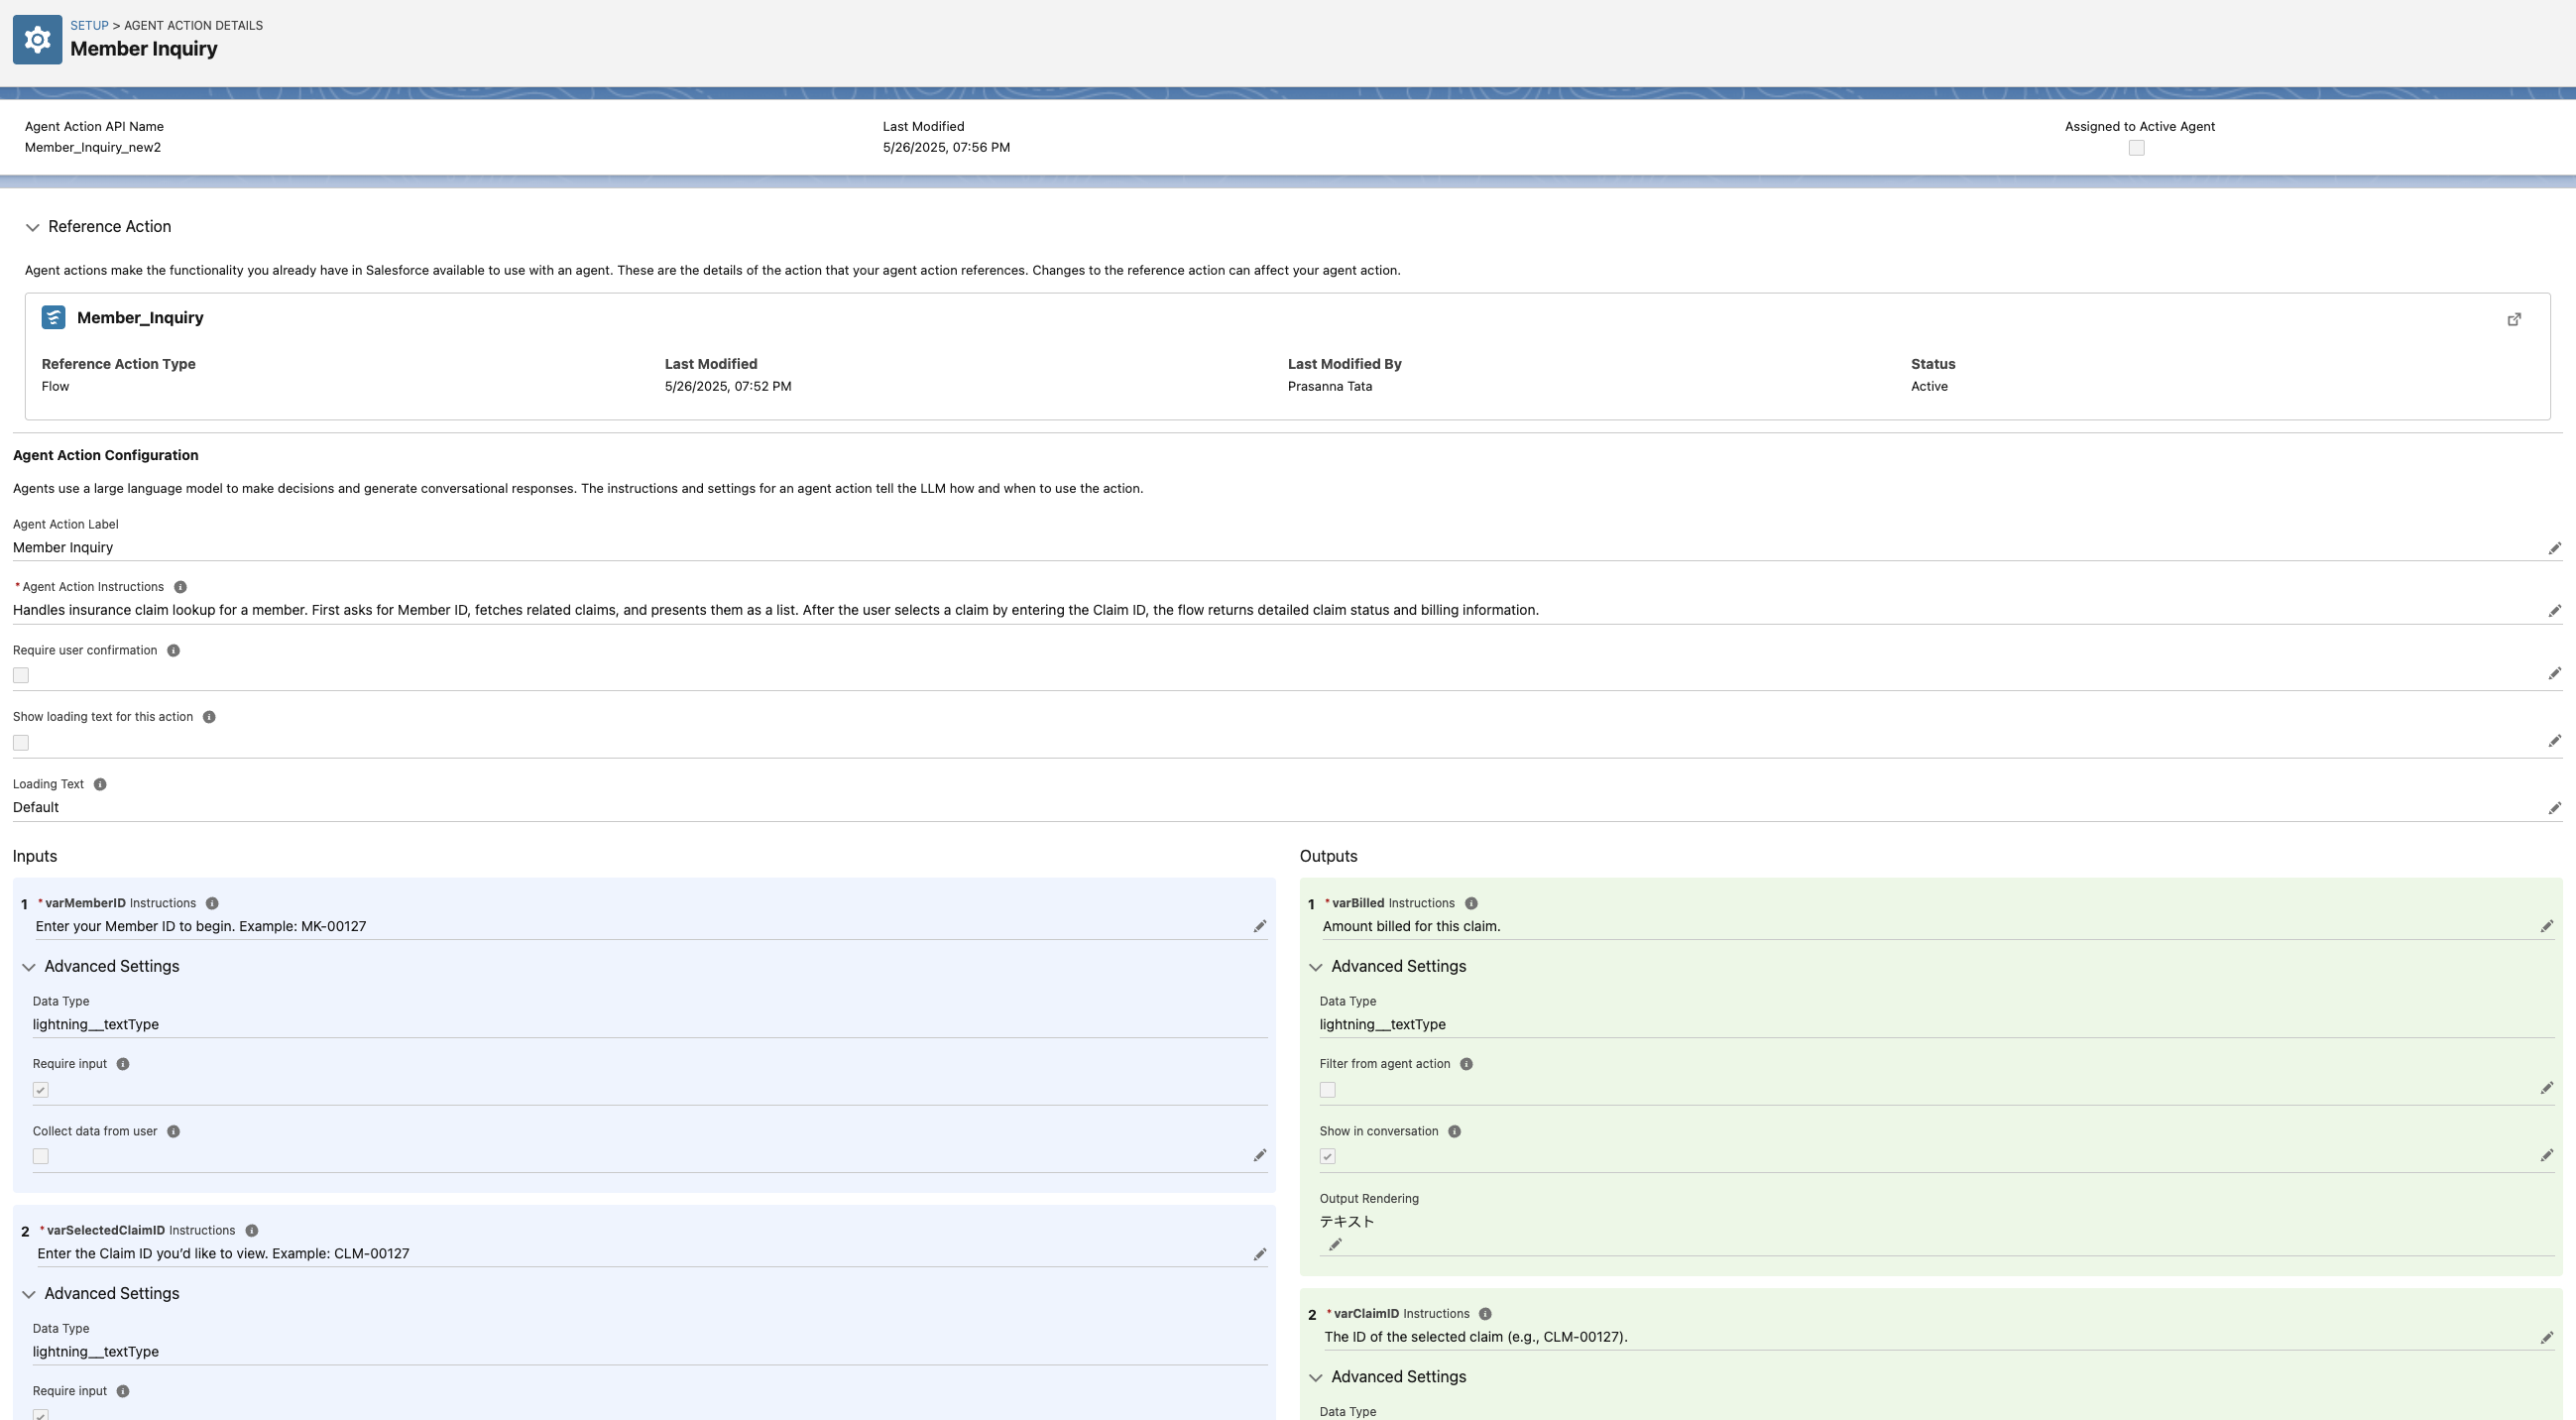 SETUP > AGENT ACTION DETAILS
Member Inquiry
Agent Action API Name
Member_Inquiry_new2
Last Modified
5/26/2025, 07:56 PM
Assigned to Active Agent
Reference Action
Agent actions make the functionality you already have in Salesforce available to use with an agent. These are the details of the action that your agent action references. Changes to the reference action can affect your agent action.
Member_Inquiry
Reference Action Type
Flow
Last Modified
5/26/2025, 07:52 PM
Last Modified By
Prasanna Tata
Status
Active
Agent Action Configuration
Agents use a large language model to make decisions and generate conversational responses. The instructions and settings for an agent action tell the LLM how and when to use the action.
Agent Action Label
Member Inquiry
* Agent Action Instructions
Handles insurance claim lookup for a member. First asks for Member ID, fetches related claims, and presents them as a list. After the user selects a claim by entering the Claim ID, the flow returns detailed claim status and billing information.
Require user confirmation
Show loading text for this action
Loading Text
Default
Inputs
1 * varMemberID Instructions
Enter your Member ID to begin. Example: MK-00127
Advanced Settings
Data Type
lightning__textType
Require input
Collect data from user
2 * varSelectedClaimID Instructions
Enter the Claim ID you’d like to view. Example: CLM-00127
Advanced Settings
Data Type
lightning__textType
Require input
Outputs
1 * varBilled Instructions
Amount billed for this claim.
Advanced Settings
Data Type
lightning__textType
Filter from agent action
Show in conversation
Output Rendering
テキスト
2 * varClaimID Instructions
The ID of the selected claim (e.g., CLM-00127).
Advanced Settings
Data Type